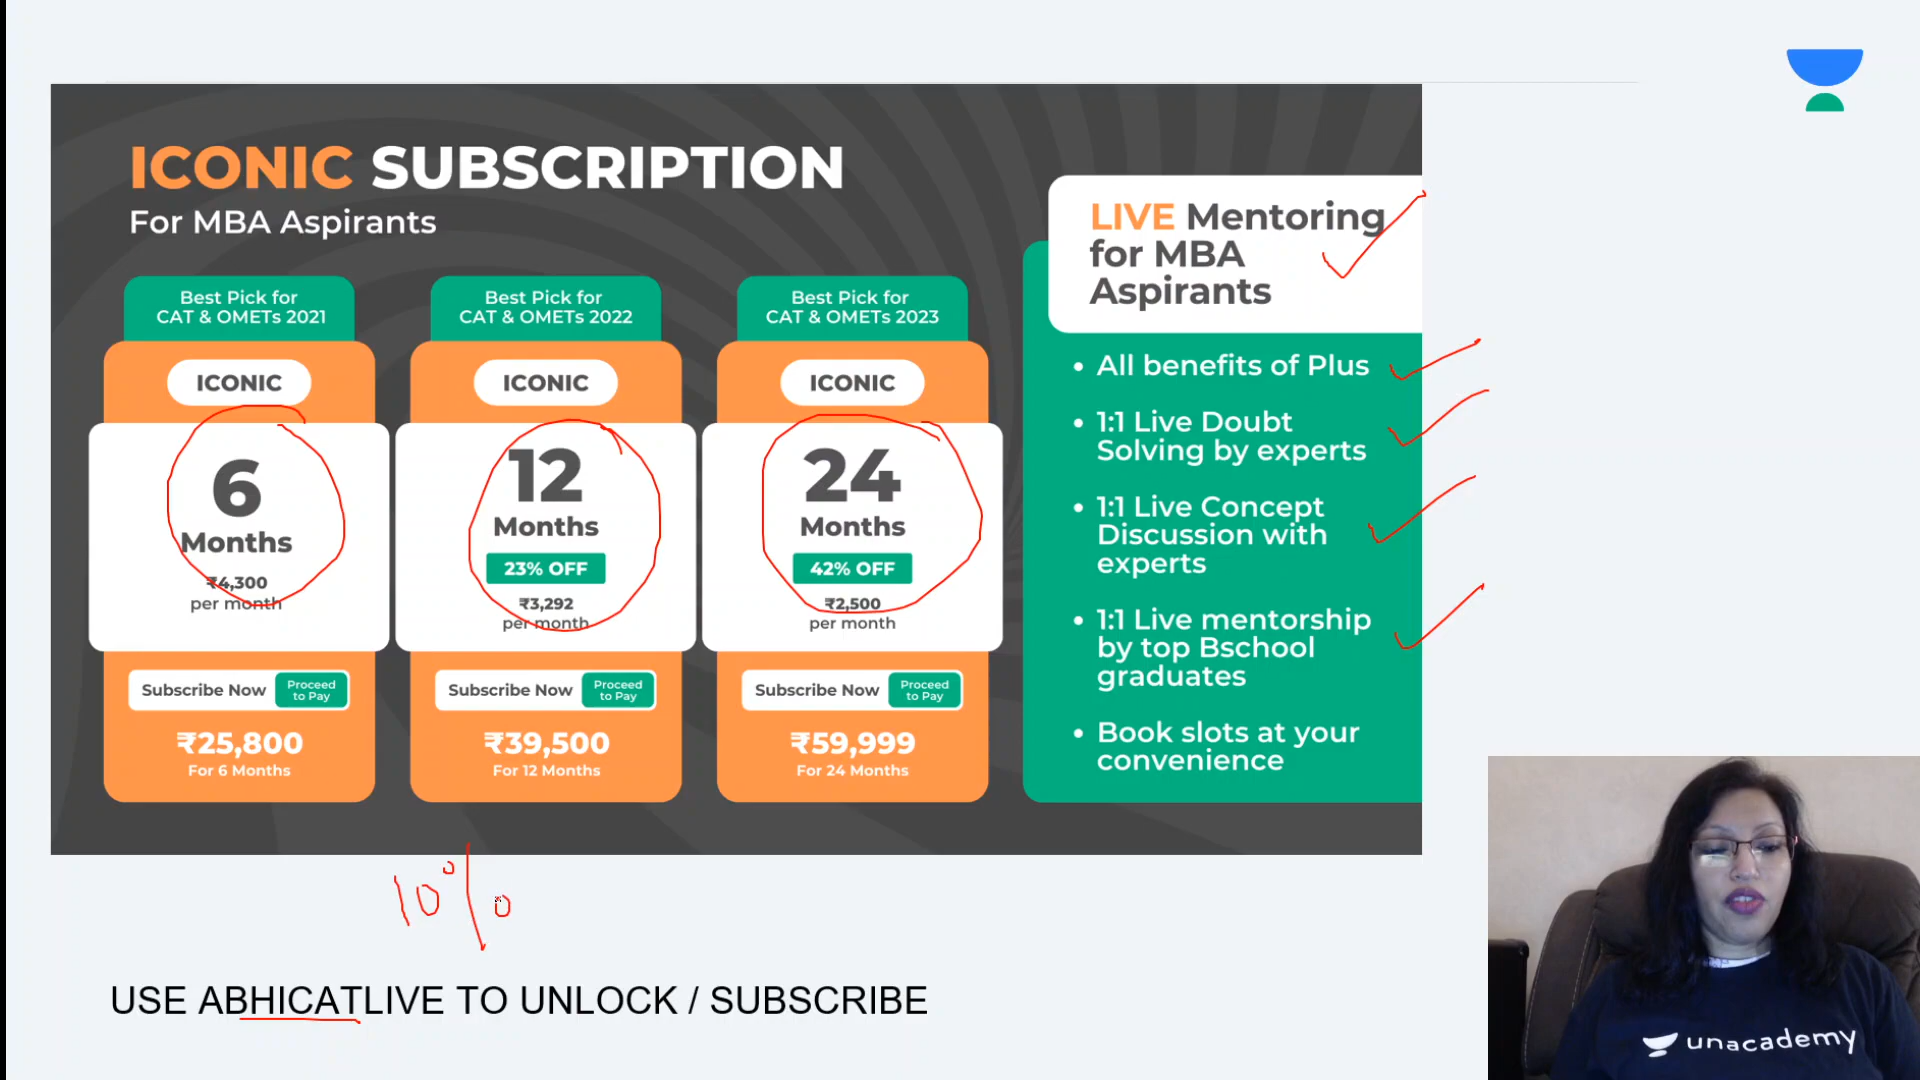 ICONIC SUBSCRIPTION
For MBA Aspirants
Best Pick for
CAT & OMETs 2021
ICONIC
6
Months
₹4,300
per month
Subscribe Now
Proceed
to Pay
₹25,800
For 6 Months
Best Pick for
CAT & OMETs 2022
ICONIC
12
Months
23% OFF
₹3,292
per month
Subscribe Now
Proceed
to Pay
₹39,500
For 12 Months
Best Pick for
CAT & OMETs 2023
ICONIC
24
Months
42% OFF
₹2,500
per month
Subscribe Now
Proceed
to Pay
₹59,999
For 24 Months
LIVE Mentoring
for MBA
Aspirants
• All benefits of Plus
• 1:1 Live Doubt
Solving by experts
• 1:1 Live Concept
Discussion with
experts
• 1:1 Live mentorship
by top Bschool
graduates
• Book slots at your
convenience
10%
USE ABHICATLIVE TO UNLOCK / SUBSCRIBE
unacademy